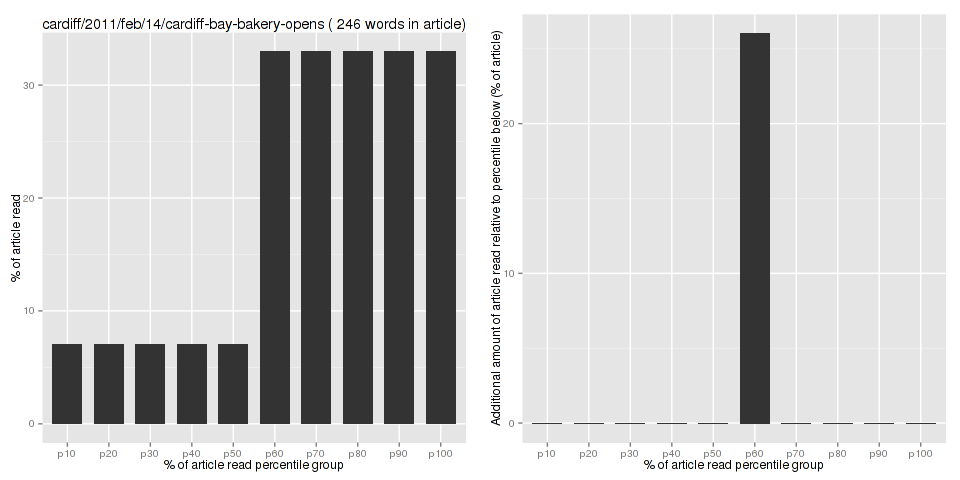 cardiff/2011/feb/14/cardiff-bay-bakery-opens ( 246 words in article)
% of article read
30
20
10
0
p10 p20 p30 p40 p50 p60 p70 p80 p90 p100
% of article read percentile group
Additional amount of article read relative to percentile below (% of article)
20
10
0
p10 p20 p30 p40 p50 p60 p70 p80 p90 p100
% of article read percentile group